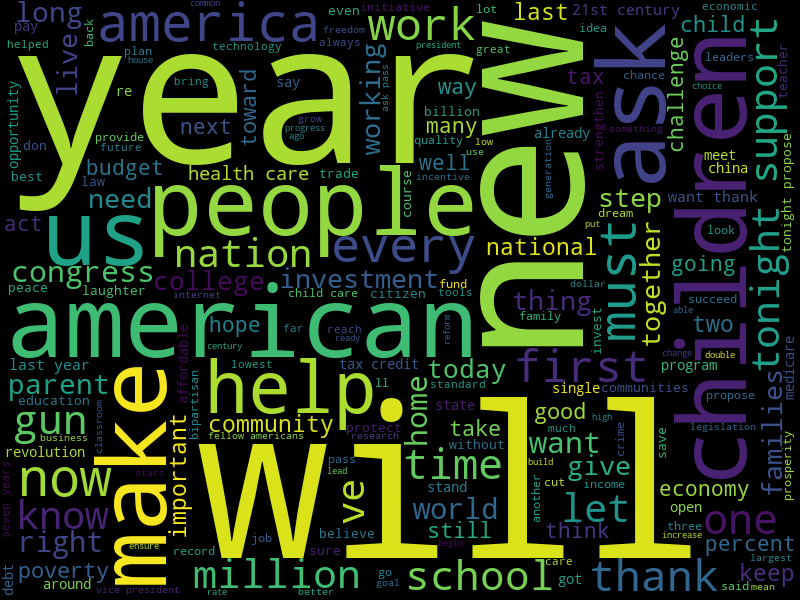 long
america
work
last
21st century
common
economic
pay
back
helped
even
initiative
lot
idea
child
freedom
plan
technology
always
president
great
house
live
year
new
ask
children
support
leaders
chance
teacher
challenge
tax
way
re
bring
say
toward
working
ask pass
billion
many
already
strengthen
something
choice
opportunity
don
provide
future
next
grow
progress
ago
quality
low
use
well
incentive
generation
meet
china
best
law
budget
health care
trade
course
need
people
step
want thank
dream
put
tonight propose
act
us
nation
every
national
must
together
look
tonight
going
congress
college
investment
fund
thing
peace
laughter
internet
child care
citizen
tools
family
dollar
invest
succeed
able
two
american
hope
far
reach
ready
century
reform
change
double
medicare
last year
affordable
lowest
tax credit
today
first
program
parent
education
help
ll
standard
single
communities
propose
families
prosperity
gun
business
classroom
make
important
bipartisan
community
fellow americans
home
state
protect
research
take
without
good
much
high
crime
legislation
save
revolution
now
will
pass
lead
stand
time
want
build
cut
income
give
economy
seven years
start
know
ve
world
another
let
open
three
increase
one
right
ensure
record
job
sure
believe
still
think
begin
percent
largest
poverty
debt
around
vice president
million
rate
better
go
goal
school
got
care
thank
said
mean
keep